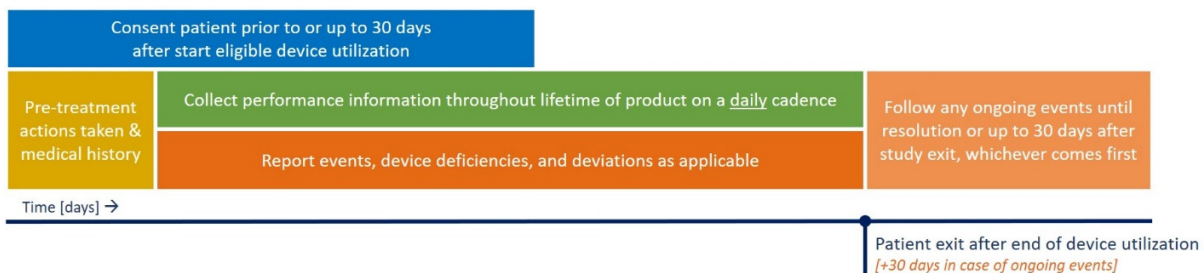 Consent patient prior to or up to 30 days
after start eligible device utilization
Pre-treatment
actions taken &
medical history
Collect performance information throughout lifetime of product on a daily cadence
Report events, device deficiencies, and deviations as applicable
Follow any ongoing events until
resolution or up to 30 days after
study exit, whichever comes first
Time [days] →
Patient exit after end of device utilization
[+30 days in case of ongoing events]